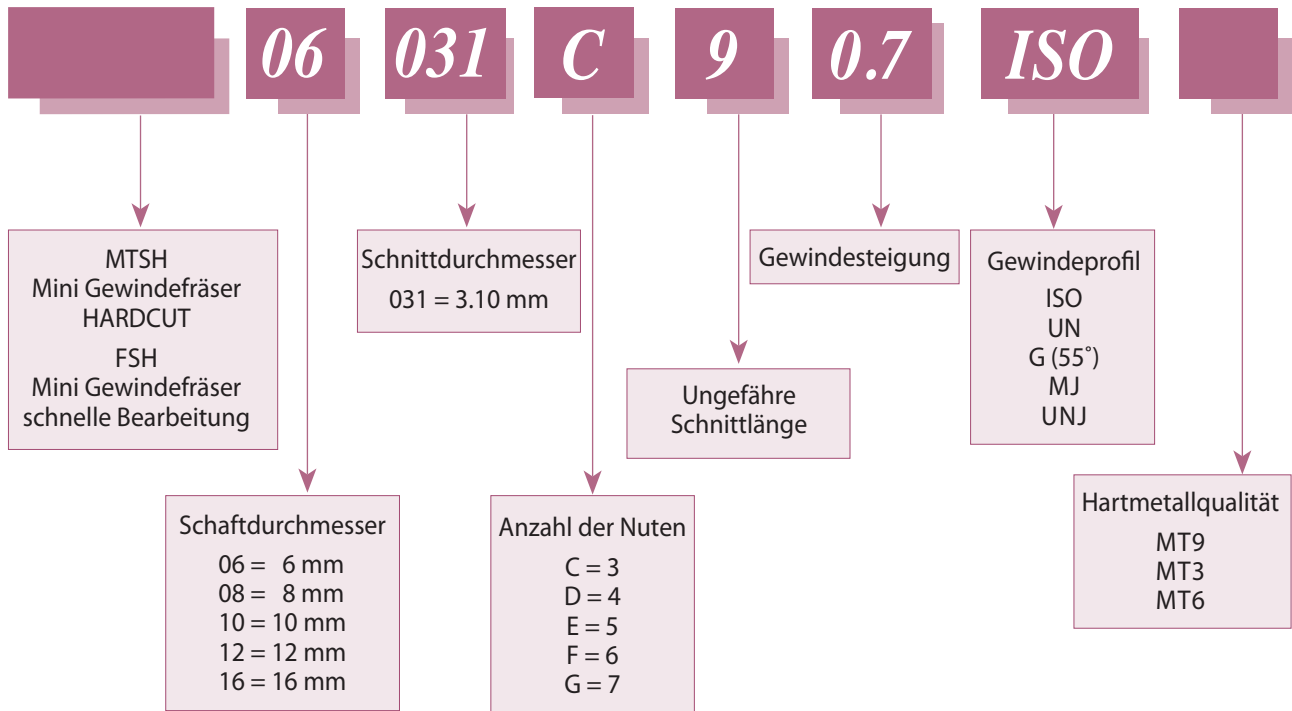 06 031 C 9 0.7 ISO
MTSH
Mini Gewindefräser
HARDCUT
FSH
Mini Gewindefräser
schnelle Bearbeitung
Schaftdurchmesser
06 = 6 mm
08 = 8 mm
10 = 10 mm
12 = 12 mm
16 = 16 mm
Schnittdurchmesser
031 = 3.10 mm
Anzahl der Nuten
C = 3
D = 4
E = 5
F = 6
G = 7
Ungefähre
Schnittlänge
Gewindesteigung
Gewindeprofil
ISO
UN
G (55°)
MJ
UNJ
Hartmetallqualität
MT9
MT3
MT6